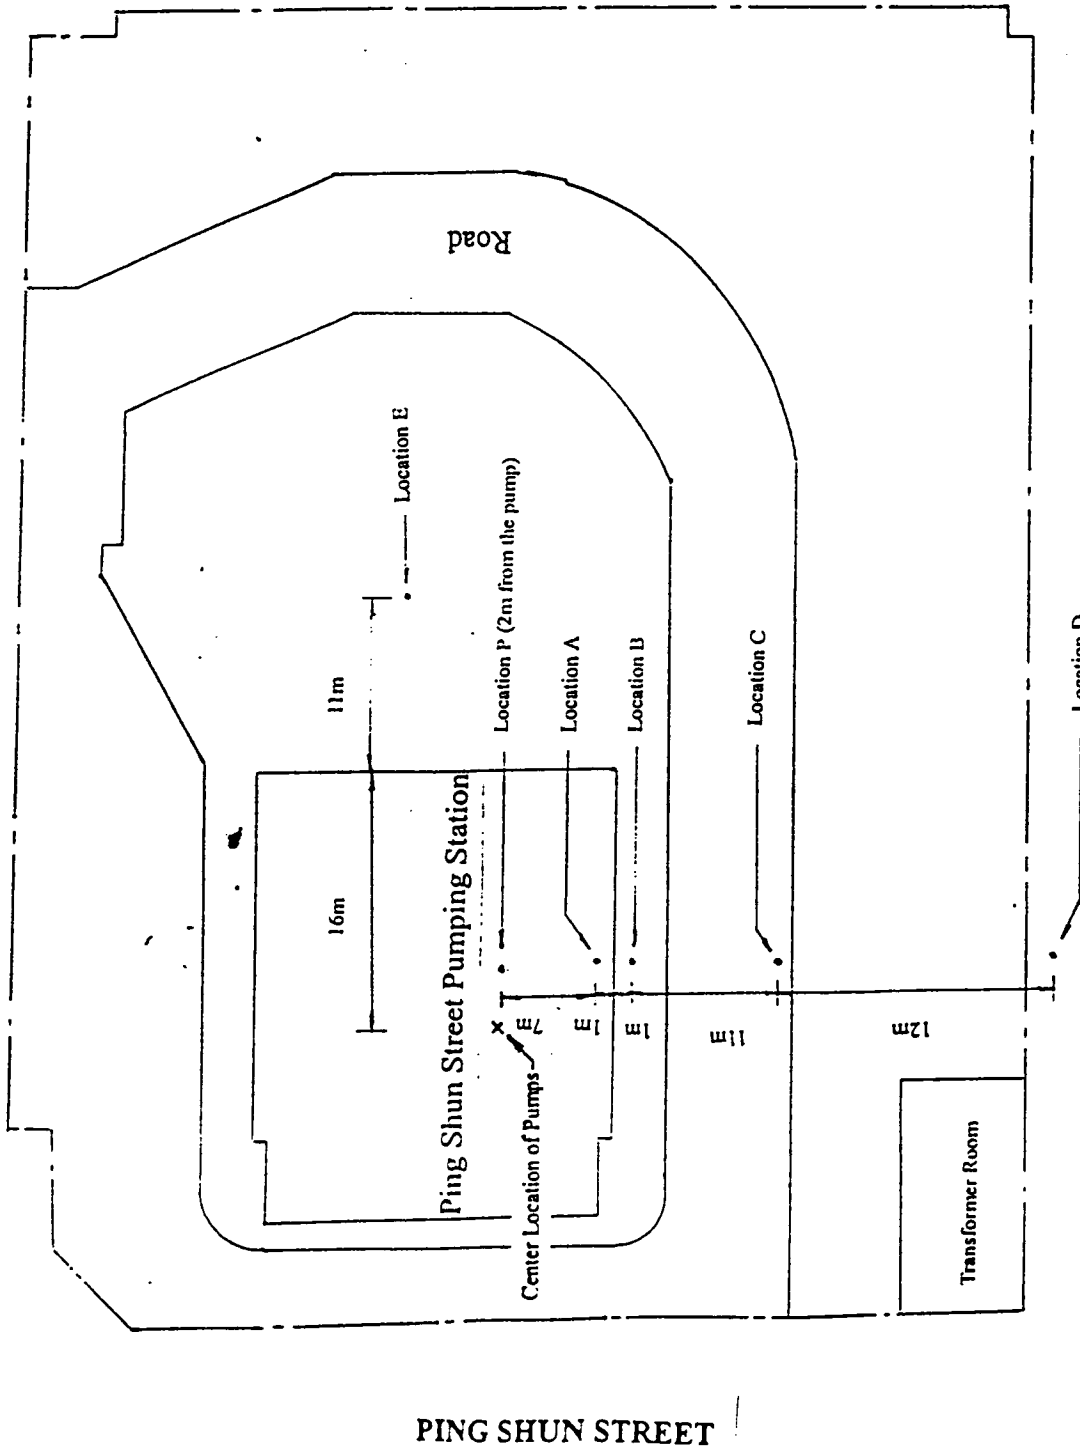 Road
Location E
Location P (2m from the pump)
Location A
Location B
Location C
Location D
11m
16m
Ping Shun Street Pumping Station
7m
1m
1m
11m
12m
Center Location of Pumps
Transformer Room
PING SHUN STREET